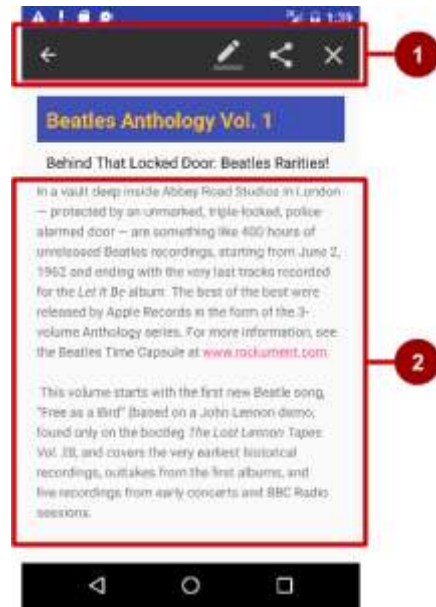 1:39
1
Beatles Anthology Vol. 1
Behind That Locked Door: Beatles Rarities!
In a vault deep inside Abbey Road Studios in London
— protected by an unmarked, triple-locked, police-
alarmed door — are something like 400 hours of
unreleased Beatles recordings, starting from June 2,
1962 and ending with the very last tracks recorded
for the Let It Be album. The best of the best were
released by Apple Records in the form of the 3-
volume Anthology series. For more information, see
the Beatles Time Capsule at www.rockument.com.
2
This volume starts with the first new Beatle song,
"Free as a Bird" (based on a John Lennon demo,
found only on the bootleg The Lost Lennon Tapes
Vol. 28, and covers the very earliest historical
recordings, outtakes from the first albums, and
live recordings from early concerts and BBC Radio
sessions.